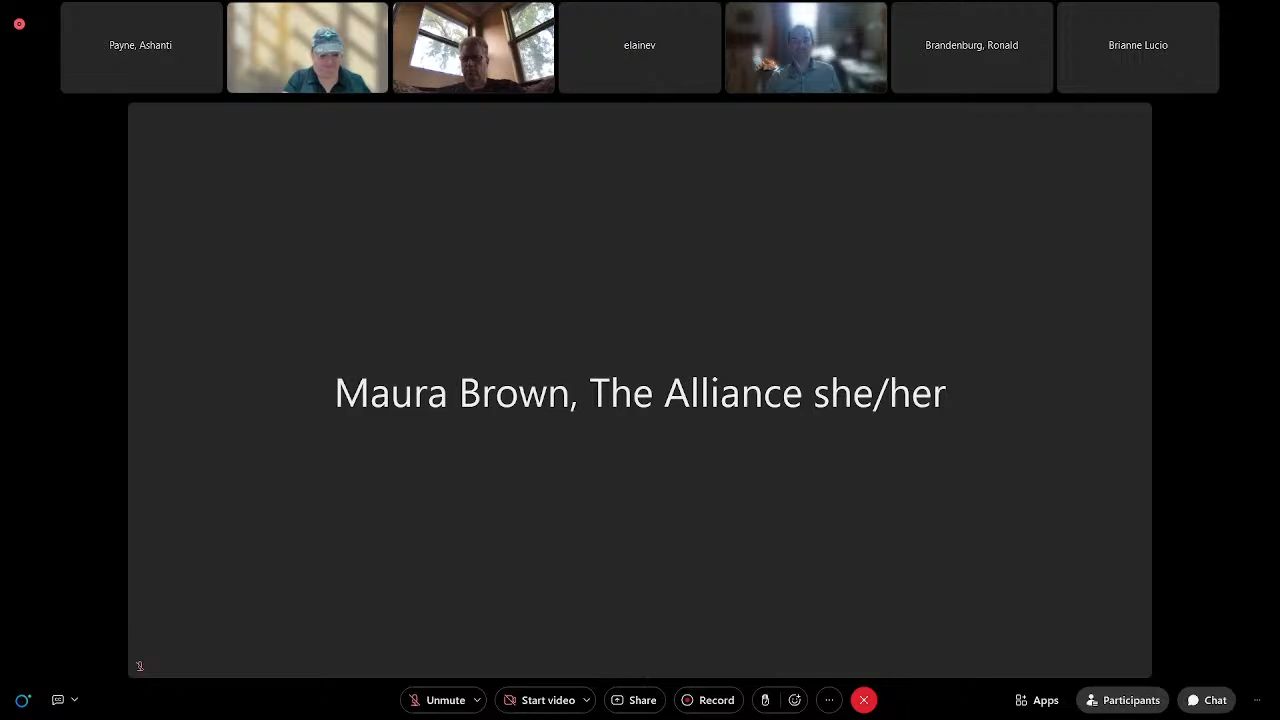 Payne, Ashanti
elainev
Brandenburg, Ronald
Brianne Lucio
Maura Brown, The Alliance she/her
Unmute
Start video
Share
Record
Apps
Participants
Chat